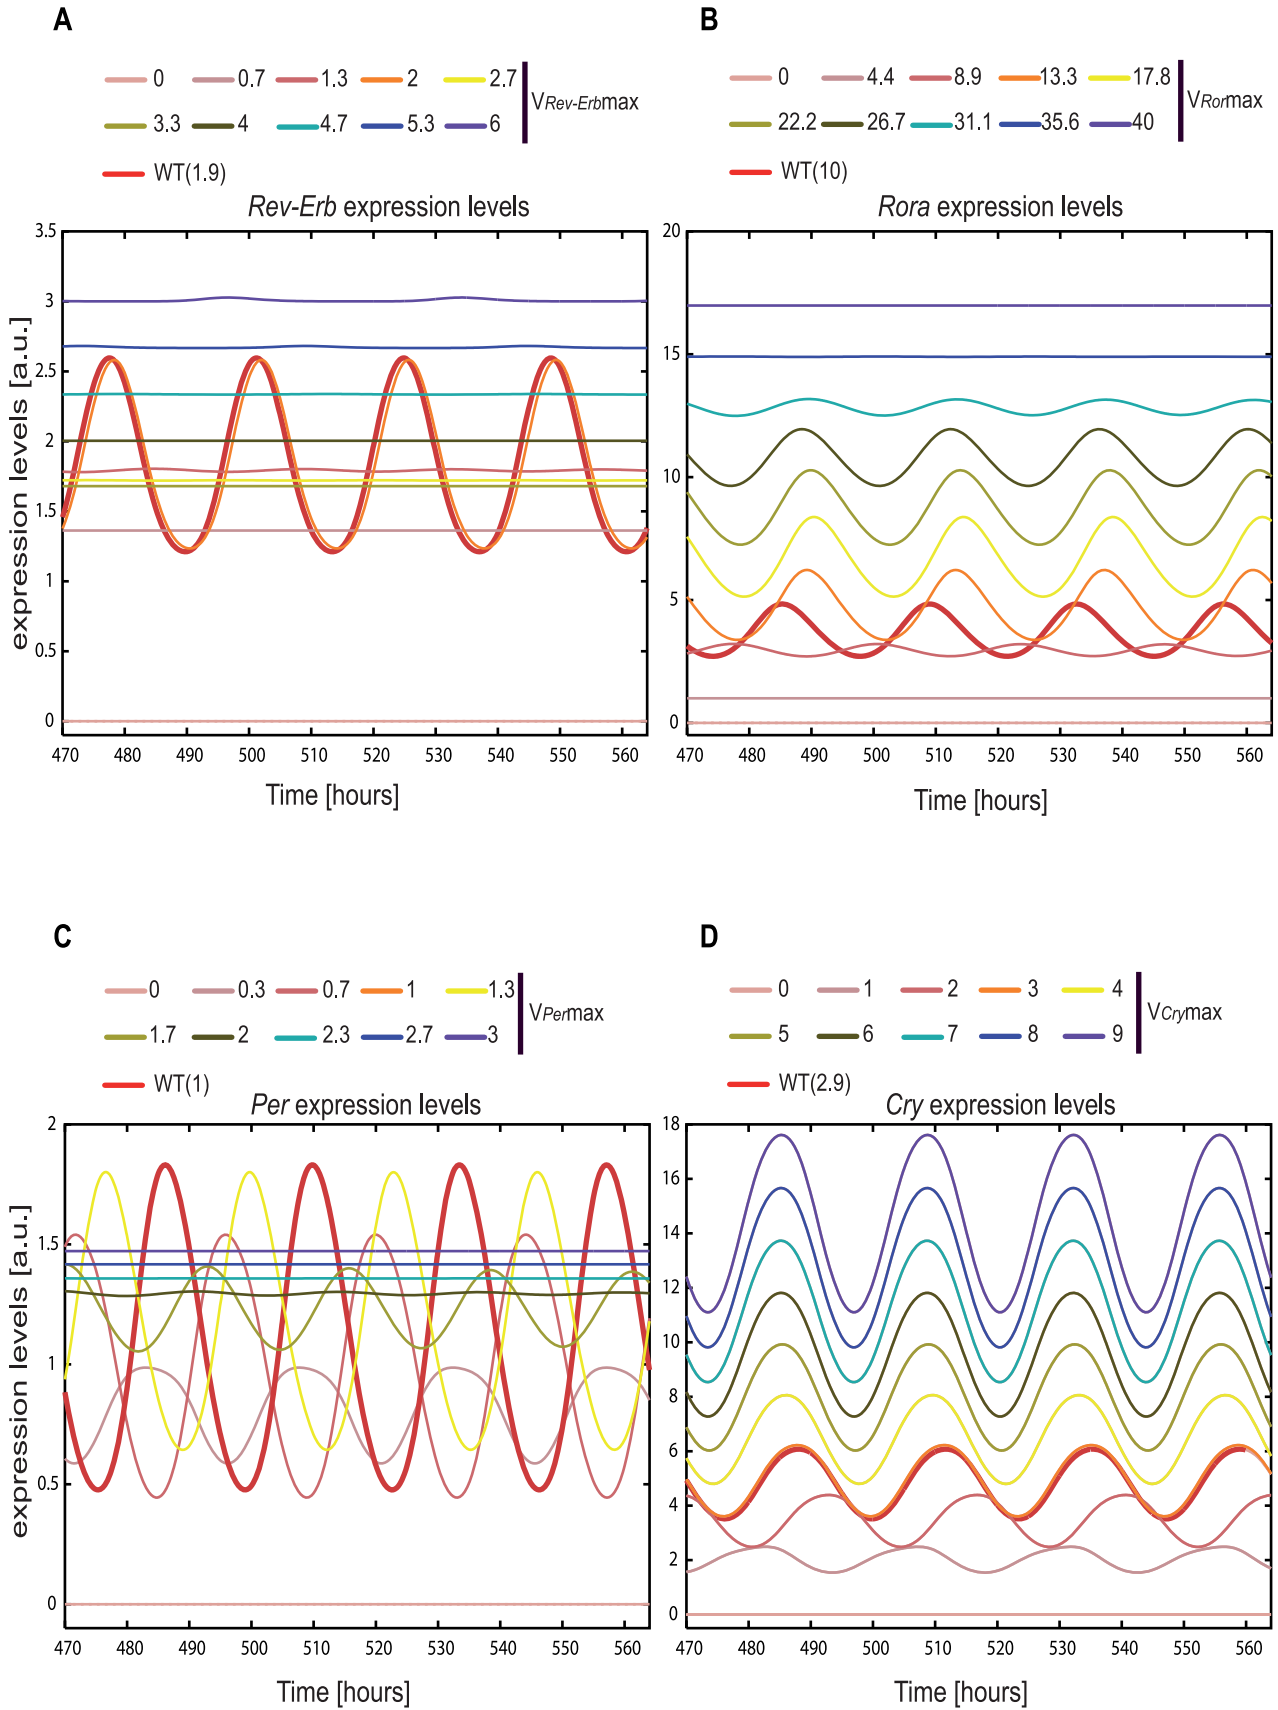 A
0 0.7 1.3 2 2.7
VRev-Erbmax
3.3 4 4.7 5.3 6
WT(1.9)
Rev-Erb expression levels
3.5
3
2.5
2
1.5
1
0.5
0
expression levels [a.u.]
470 480 490 500 510 520 530 540 550 560
Time [hours]
B
0 4.4 8.9 13.3 17.8
VRormax
22.2 26.7 31.1 35.6 40
WT(10)
Rora expression levels
20
15
10
5
0
470 480 490 500 510 520 530 540 550 560
Time [hours]
C
0 0.3 0.7 1 1.3
VPermax
1.7 2 2.3 2.7 3
WT(1)
Per expression levels
2
1.5
1
0.5
0
expression levels [a.u.]
470 480 490 500 510 520 530 540 550 560
Time [hours]
D
0 1 2 3 4
VCrymax
5 6 7 8 9
WT(2.9)
Cry expression levels
18
16
14
12
10
8
6
4
2
0
470 480 490 500 510 520 530 540 550 560
Time [hours]